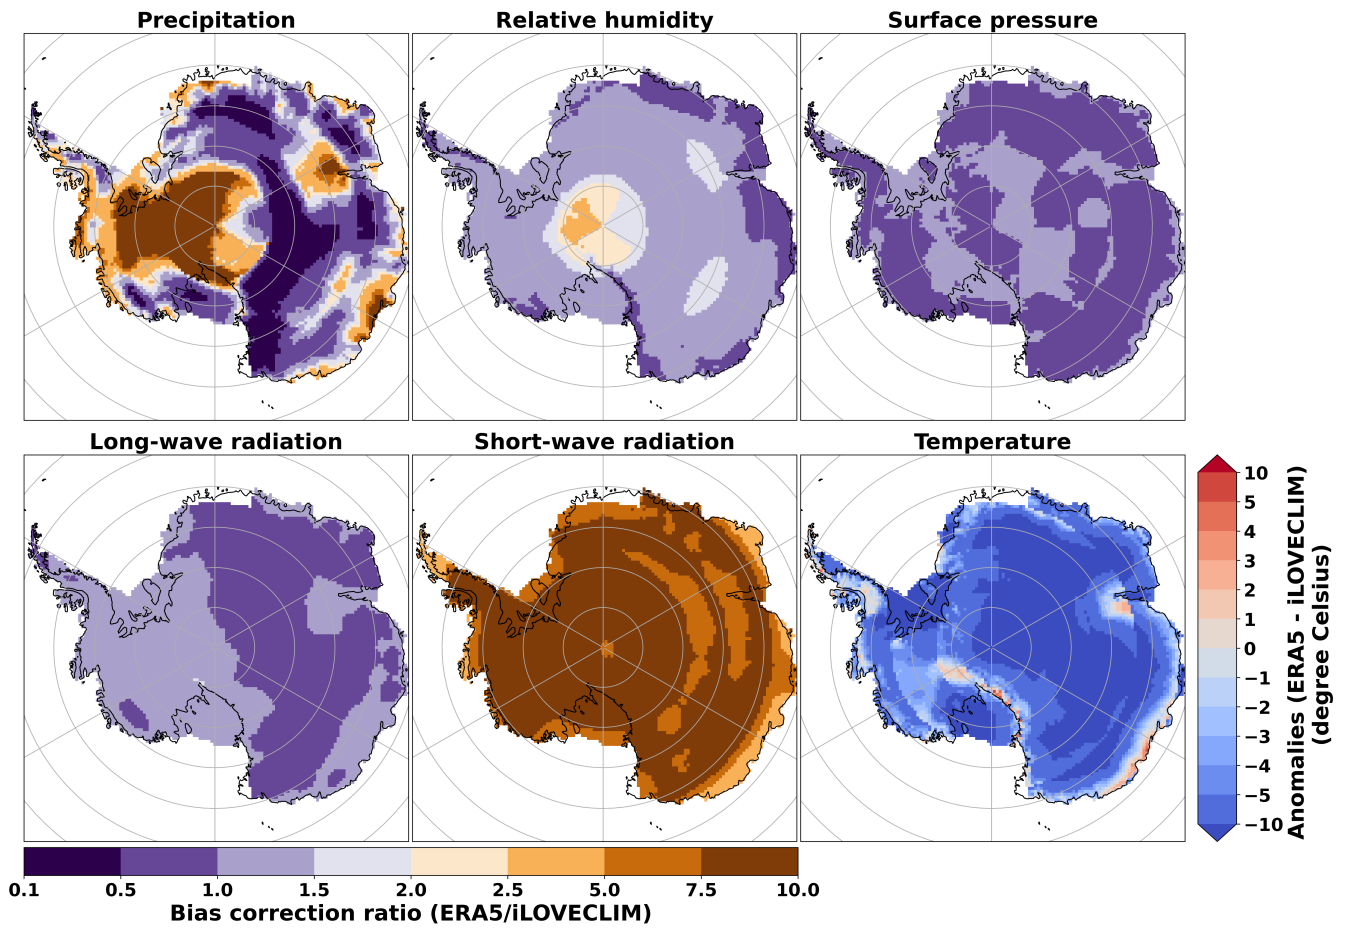 Precipitation
Relative humidity
Surface pressure
Long-wave radiation
Short-wave radiation
Temperature
10
5
4
3
2
1
0
−1
−2
−3
−4
−5
−10
Anomalies (ERA5 - iLOVECLIM)
(degree Celsius)
0.1 0.5 1.0 1.5 2.0 2.5 5.0 7.5 10.0
Bias correction ratio (ERA5/iLOVECLIM)